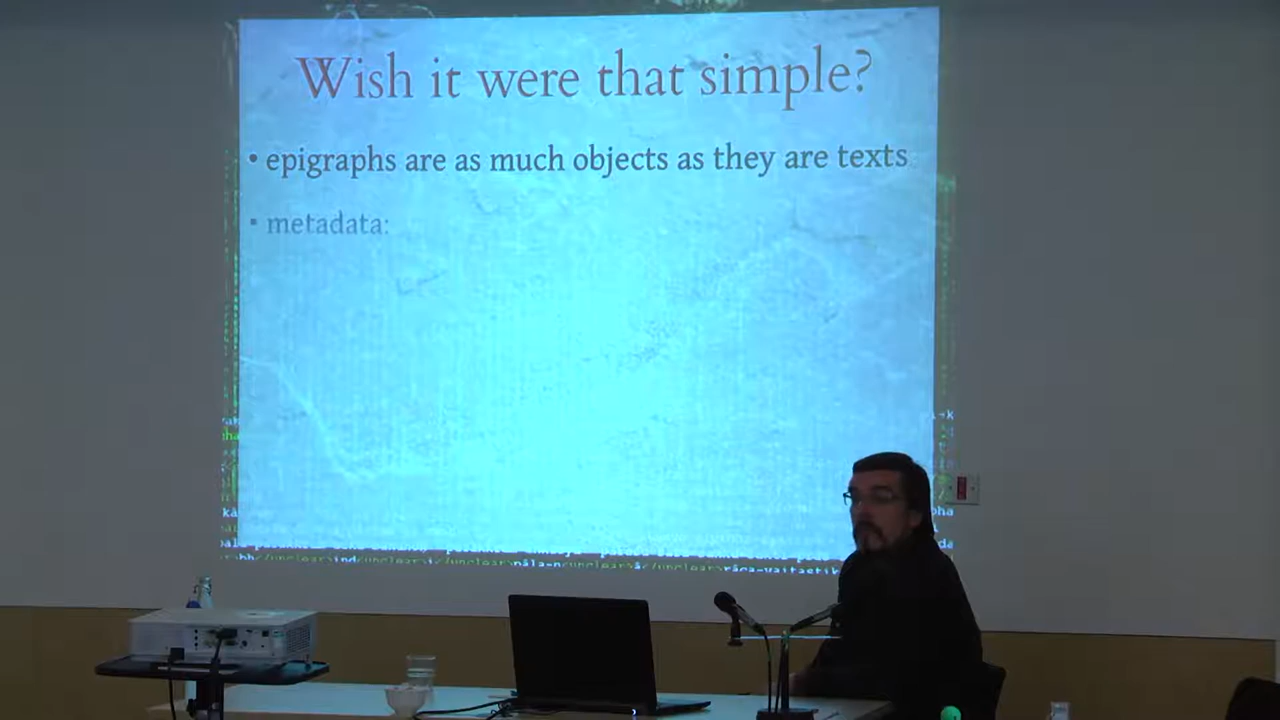 Wish it were that simple?
• epigraphs are as much objects as they are texts
• metadata: